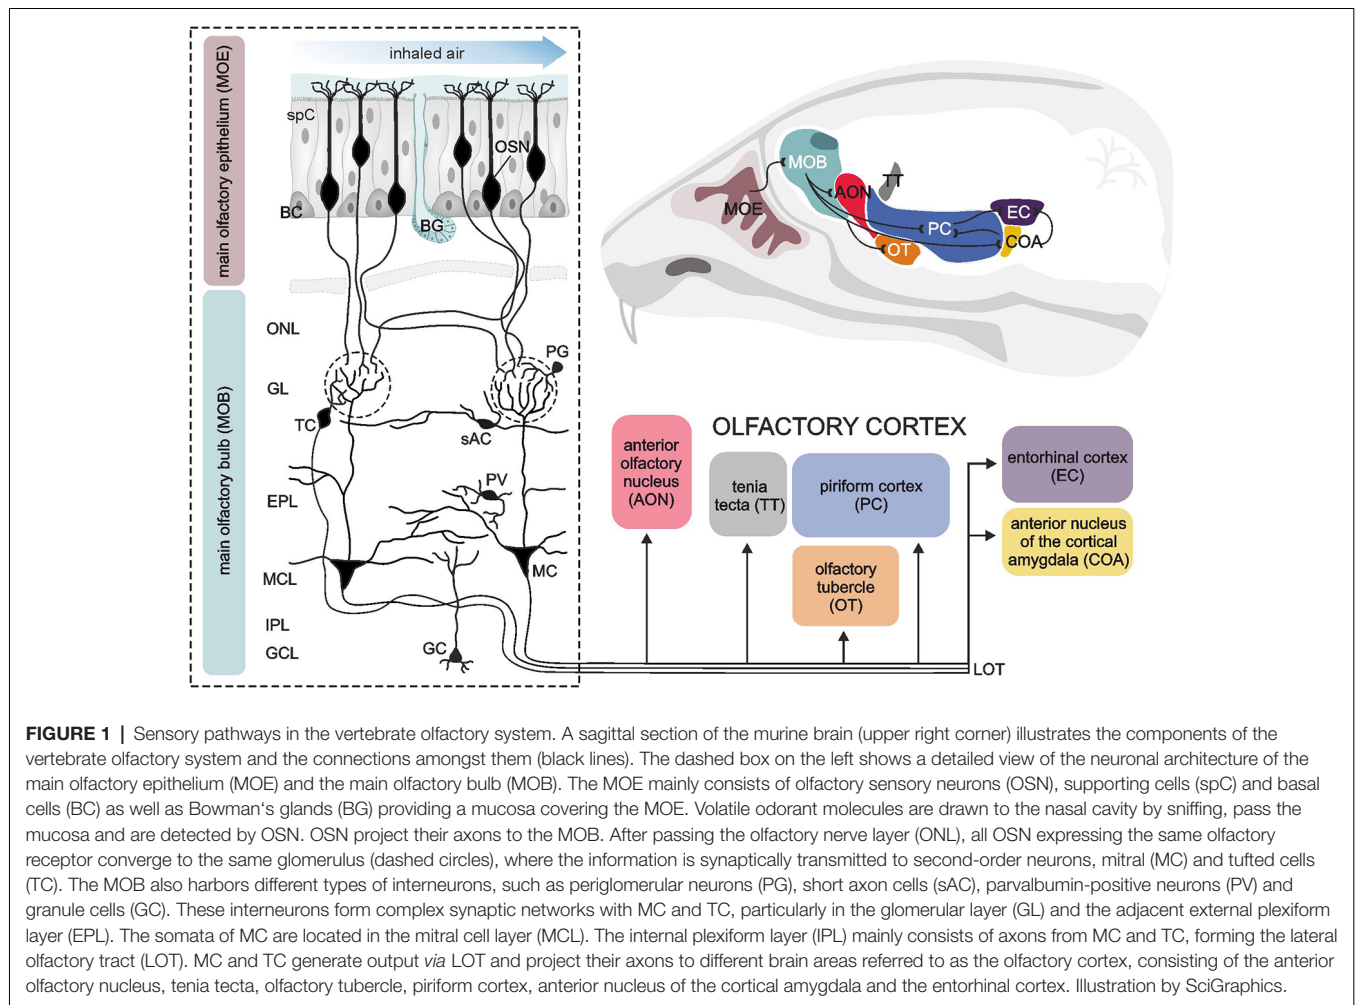 main olfactory epithelium (MOE)
inhaled air
spC
OSN
BC
BG
main olfactory bulb (MOB)
ONL
PG
GL
TC
sAC
PV
EPL
MC
MCL
IPL
GC
GCL
LOT
MOB
MOE
AON
TT
OT
PC
EC
COA
OLFACTORY CORTEX
anterior
olfactory
nucleus
(AON)
tenia
tecta (TT)
piriform cortex
(PC)
olfactory
tubercle
(OT)
entorhinal cortex
(EC)
anterior nucleus
of the cortical
amygdala (COA)
FIGURE 1 | Sensory pathways in the vertebrate olfactory system. A sagittal section of the murine brain (upper right corner) illustrates the components of the
vertebrate olfactory system and the connections amongst them (black lines). The dashed box on the left shows a detailed view of the neuronal architecture of the
main olfactory epithelium (MOE) and the main olfactory bulb (MOB). The MOE mainly consists of olfactory sensory neurons (OSN), supporting cells (spC) and basal
cells (BC) as well as Bowman‘s glands (BG) providing a mucosa covering the MOE. Volatile odorant molecules are drawn to the nasal cavity by sniffing, pass the
mucosa and are detected by OSN. OSN project their axons to the MOB. After passing the olfactory nerve layer (ONL), all OSN expressing the same olfactory
receptor converge to the same glomerulus (dashed circles), where the information is synaptically transmitted to second-order neurons, mitral (MC) and tufted cells
(TC). The MOB also harbors different types of interneurons, such as periglomerular neurons (PG), short axon cells (sAC), parvalbumin-positive neurons (PV) and
granule cells (GC). These interneurons form complex synaptic networks with MC and TC, particularly in the glomerular layer (GL) and the adjacent external plexiform
layer (EPL). The somata of MC are located in the mitral cell layer (MCL). The internal plexiform layer (IPL) mainly consists of axons from MC and TC, forming the lateral
olfactory tract (LOT). MC and TC generate output via LOT and project their axons to different brain areas referred to as the olfactory cortex, consisting of the anterior
olfactory nucleus, tenia tecta, olfactory tubercle, piriform cortex, anterior nucleus of the cortical amygdala and the entorhinal cortex. Illustration by SciGraphics.